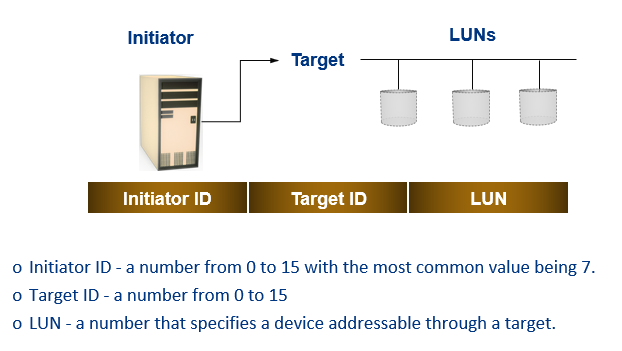 Initiator
LUNs
Target
Initiator ID
Target ID
LUN
o Initiator ID - a number from 0 to 15 with the most common value being 7.
o Target ID - a number from 0 to 15
o LUN - a number that specifies a device addressable through a target.